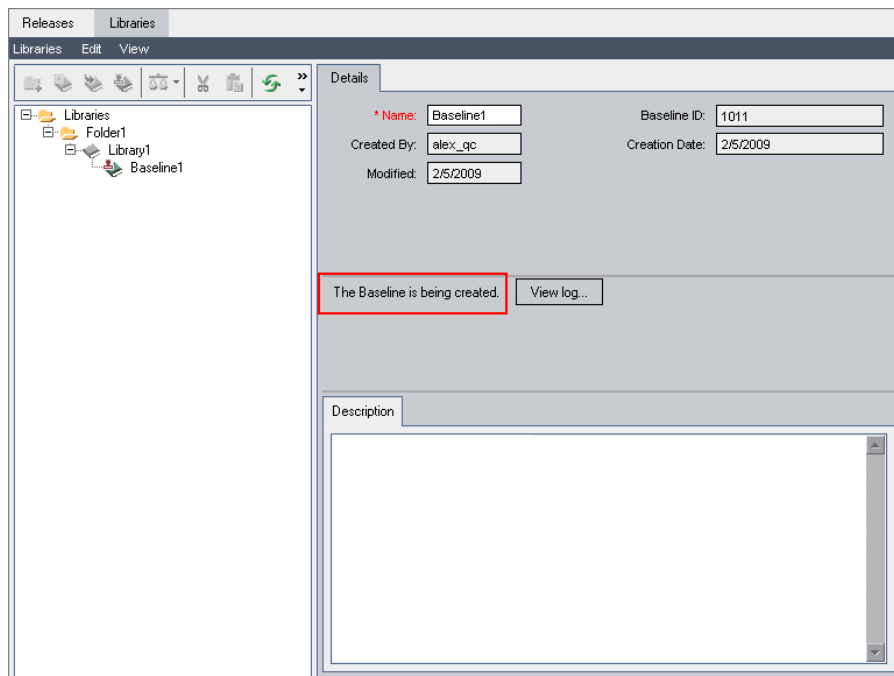 Releases Libraries
Libraries Edit View
Details
* Name: Baseline1 Baseline ID: 1011
Created By: alex_qc Creation Date: 2/5/2009
Modified: 2/5/2009
Libraries
Folder1
Library1
Baseline1
The Baseline is being created. View log...
Description